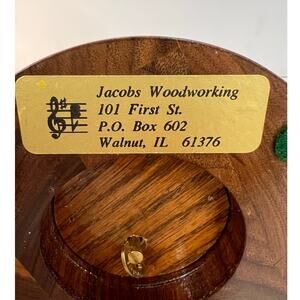 Jacobs Woodworking
101 First St.
P.O. Box 602
Walnut, IL 61376